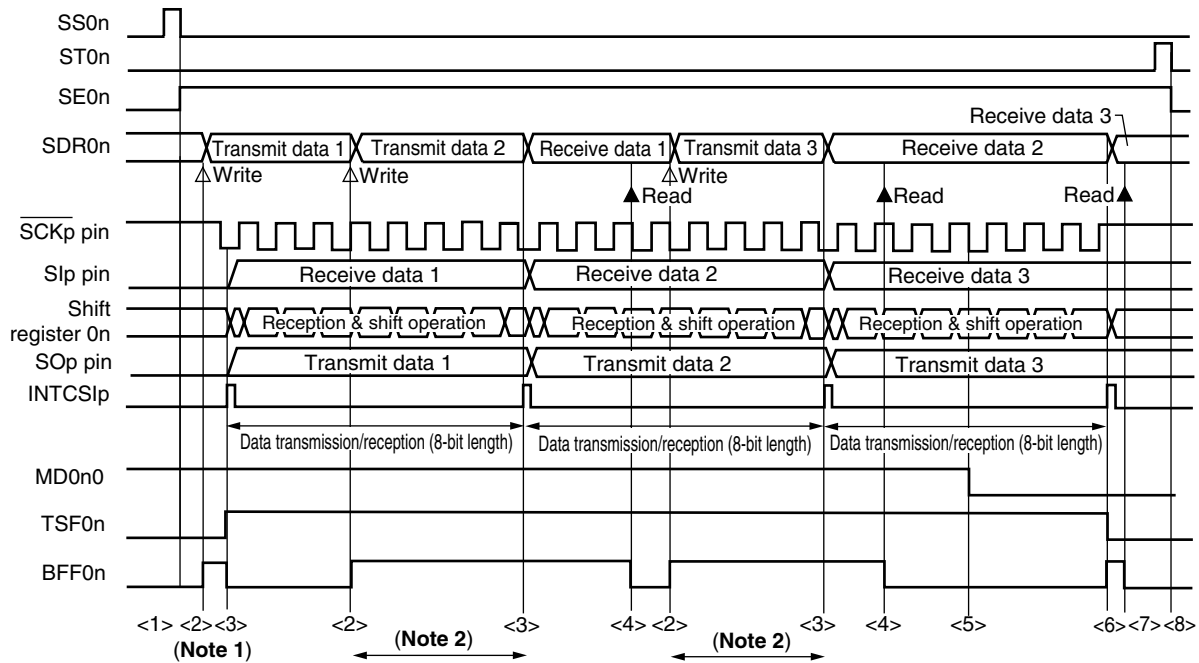 SS0n
ST0n
SE0n
Receive data 3
SDR0n Transmit data 1 Transmit data 2 Receive data 1 Transmit data 3 Receive data 2
Write Write Write
Read Read Read
SCKp pin
SIp pin Receive data 1 Receive data 2 Receive data 3
Shift
register 0n Reception & shift operation Reception & shift operation Reception & shift operation
SOp pin Transmit data 1 Transmit data 2 Transmit data 3
INTCSIp
Data transmission/reception (8-bit length) Data transmission/reception (8-bit length) Data transmission/reception (8-bit length)
MD0n0
TSF0n
BFF0n
<1> <2> <3> <2> <3> <4> <2> <3> <4> <5> <6> <7> <8>
(Note 1) (Note 2) (Note 2)